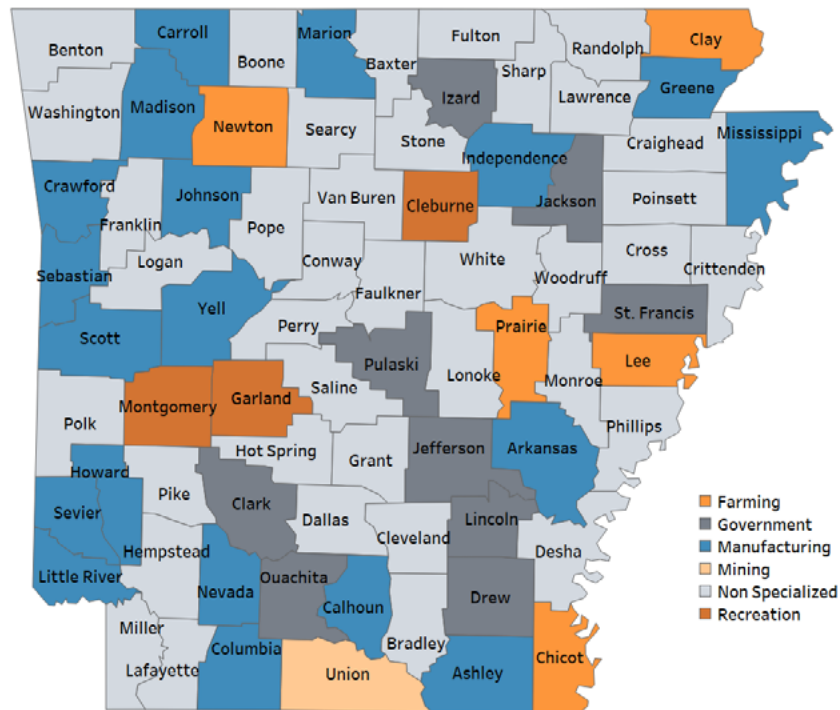 Benton
Carroll
Boone
Marion
Baxter
Fulton
Sharp
Randolph
Clay
Washington
Madison
Newton
Searcy
Stone
Izard
Lawrence
Greene
Independence
Craighead
Mississippi
Crawford
Franklin
Johnson
Pope
Van Buren
Cleburne
Jackson
Poinsett
Sebastian
Logan
Conway
Faulkner
White
Woodruff
Cross
Crittenden
Scott
Yell
Perry
Pulaski
Lonoke
Prairie
Monroe
St. Francis
Lee
Polk
Montgomery
Garland
Saline
Hot Spring
Grant
Jefferson
Arkansas
Phillips
Howard
Sevier
Pike
Clark
Dallas
Cleveland
Lincoln
Desha
Little River
Hempstead
Nevada
Ouachita
Calhoun
Bradley
Drew
Miller
Lafayette
Columbia
Union
Ashley
Chicot
Farming
Government
Manufacturing
Mining
Non Specialized
Recreation